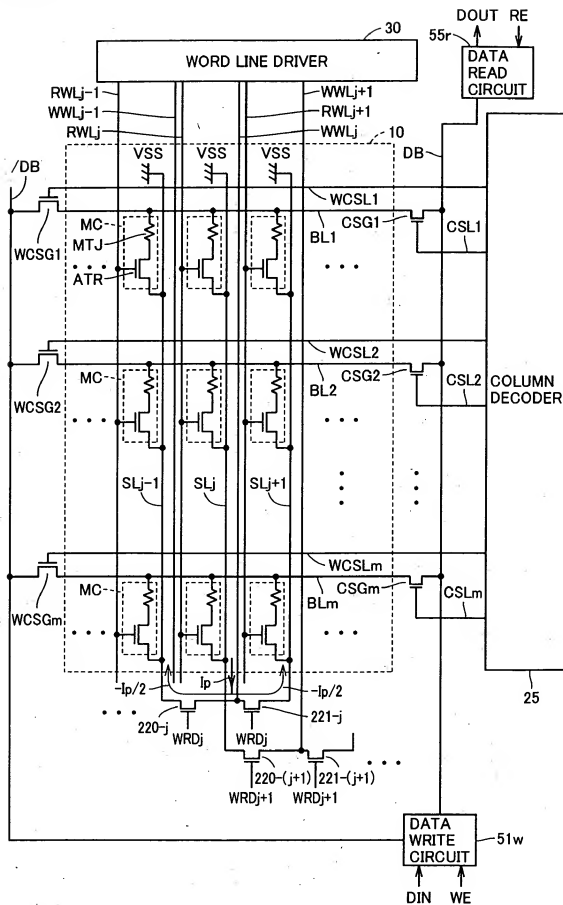 DOUT RE
30
55r
WORD LINE DRIVER
DATA
READ
CIRCUIT
RWLj-1
WWLj-1
RWLj
WWLj+1
RWLj+1
WWLj
10
/DB
VSS VSS VSS
DB
WCSL1
MC
MTJ
ATR
WCSG1
BL1
CSG1
CSL1
WCSL2
MC
WCSG2
BL2
CSG2
CSL2
COLUMN
DECODER
SLj-1 SLj SLj+1
WCSLm
MC
WCSGm
BLm
CSGm
CSLm
-Ip/2 Ip -Ip/2
25
220-j 221-j
WRDj WRDj
220-(j+1) 221-(j+1)
WRDj+1 WRDj+1
DATA
WRITE
CIRCUIT
51w
DIN WE